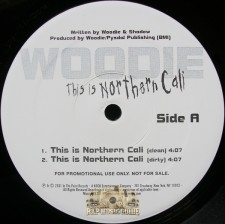 Written by Woodie & Shadow
Produced by Woodie/Pysdal Publishing [BMI]
WOODIE
This is Northern Cali
Side A
1. This is Northern Cali (clean) 4:07
2. This is Northern Cali (dirty) 4:07
FOR PROMOTIONAL USE ONLY. NOT FOR SALE.